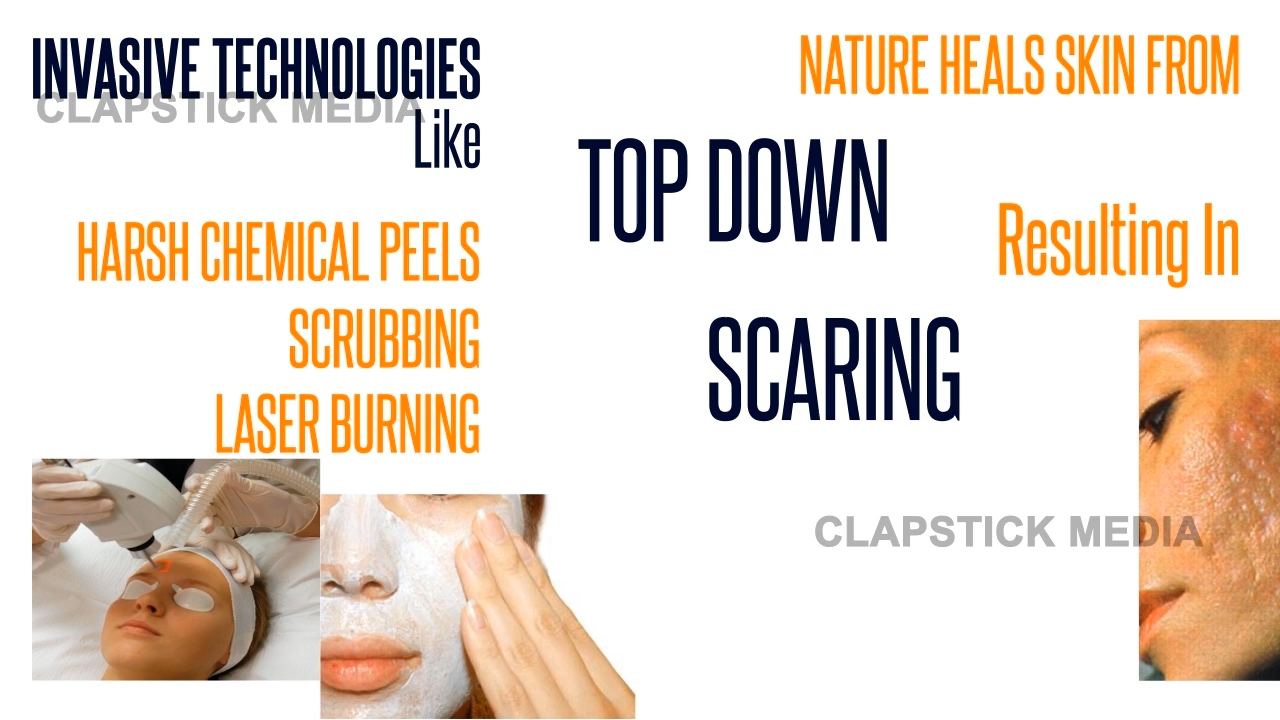 INVASIVE TECHNOLOGIES
CLAPSTICK MEDIA
Like
HARSH CHEMICAL PEELS
SCRUBBING
LASER BURNING
TOP DOWN
SCARING
NATURE HEALS SKIN FROM
Resulting In
CLAPSTICK MEDIA